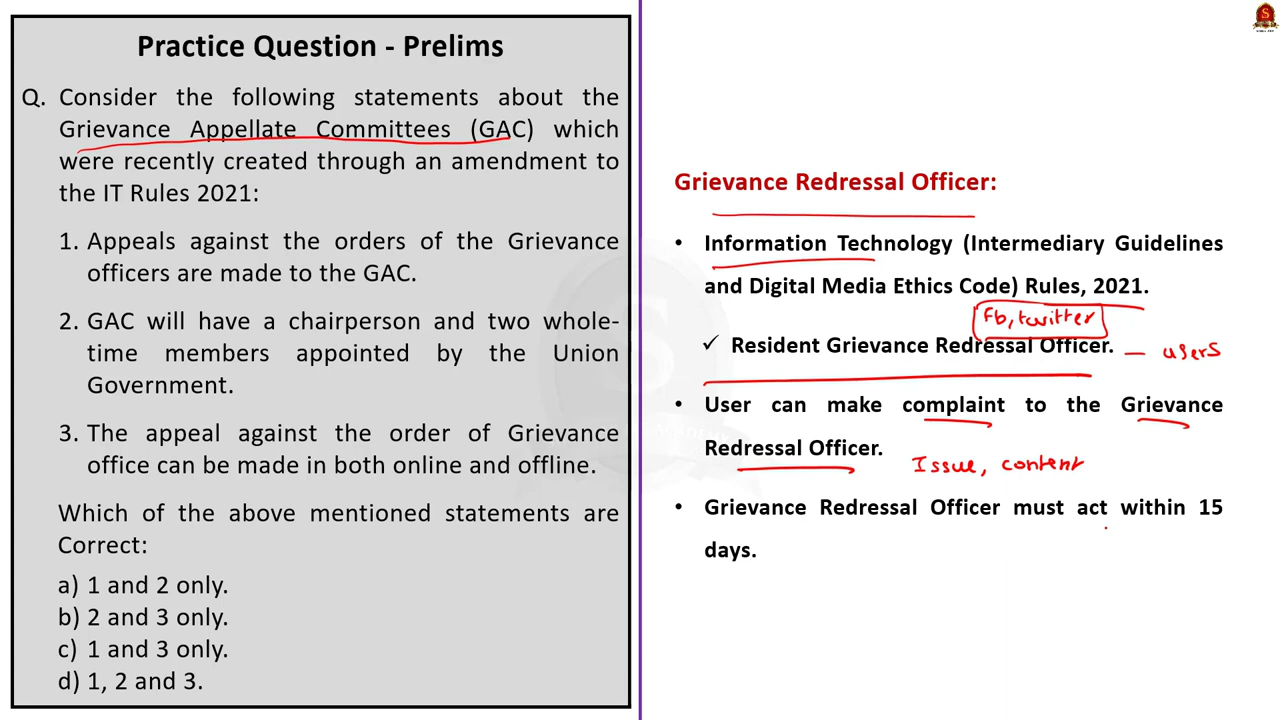 Practice Question - Prelims
Q. Consider the following statements about the
Grievance Appellate Committees (GAC) which
were recently created through an amendment to
the IT Rules 2021:
1. Appeals against the orders of the Grievance
officers are made to the GAC.
2. GAC will have a chairperson and two whole-
time members appointed by the Union
Government.
3. The appeal against the order of Grievance
office can be made in both online and offline.
Which of the above mentioned statements are
Correct:
a) 1 and 2 only.
b) 2 and 3 only.
c) 1 and 3 only.
d) 1, 2 and 3.
Grievance Redressal Officer:
• Information Technology (Intermediary Guidelines
and Digital Media Ethics Code) Rules, 2021.
fb, twitter
✓ Resident Grievance Redressal Officer. — users
• User can make complaint to the Grievance
Redressal Officer.
Issue, content
• Grievance Redressal Officer must act within 15
days.